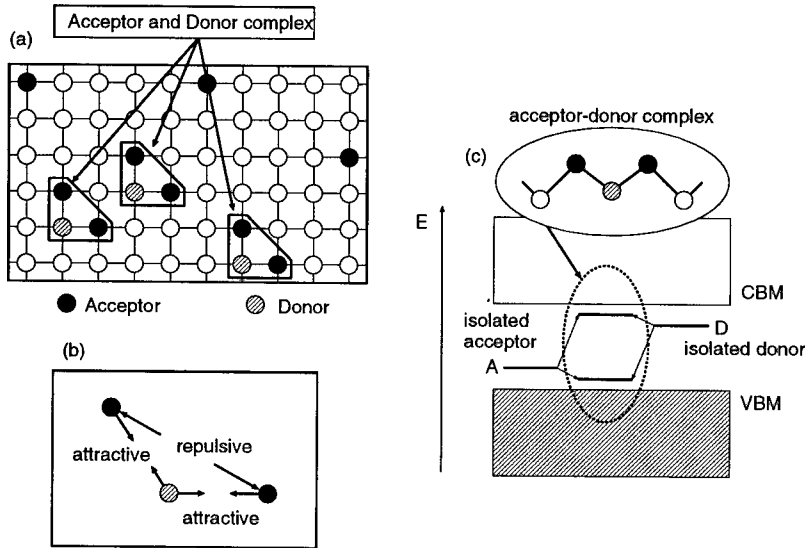 Acceptor and Donor complex
(a)
Acceptor
Donor
(b)
attractive
repulsive
attractive
acceptor-donor complex
(c)
E
CBM
isolated
acceptor
D
isolated donor
A
VBM